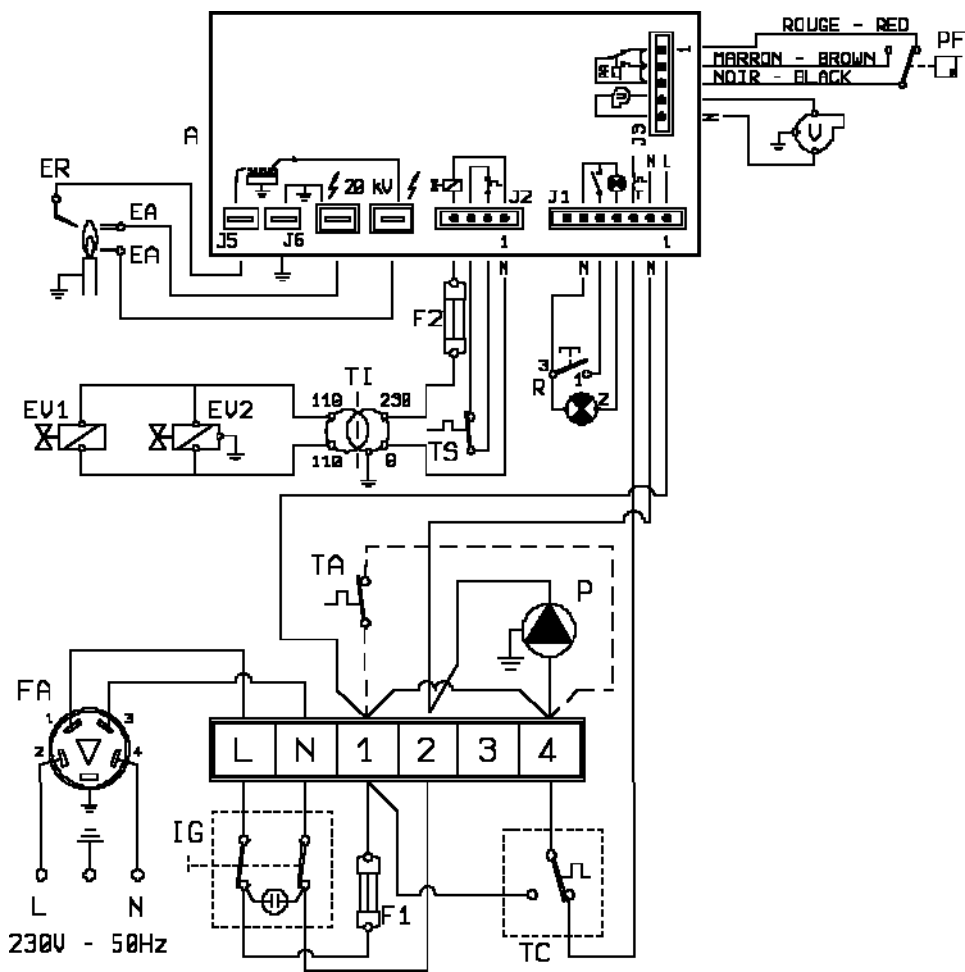 ROUGE - RED
PF
MARRON - BROWN
NOIR - BLACK
1
A
J3
N
V
N L
ER
EA
EA
20 kV
J5
J6
J2
J1
1
1
N
N
N
F2
TI
3
1
R
2
EV1
EV2
110
230
110
0
TS
TA
P
FA
1
3
2
4
L N 1 2 3 4
IG
F1
TC
L
N
230V - 50Hz